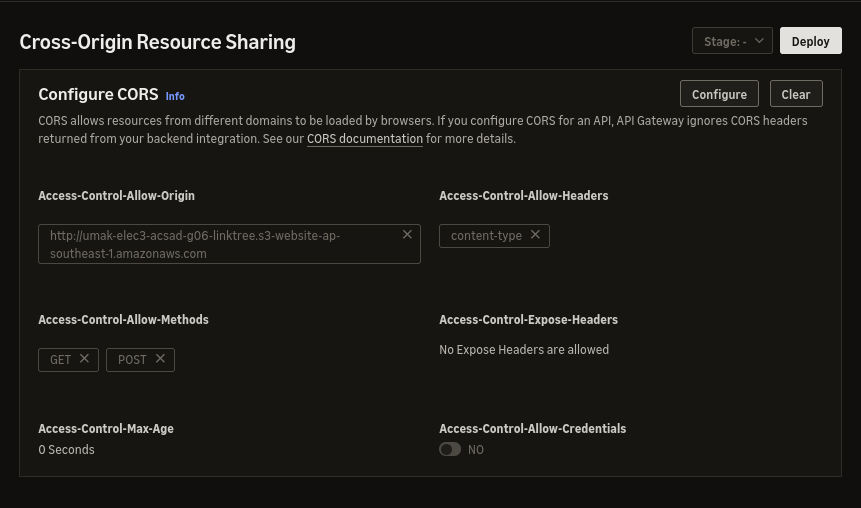 Cross-Origin Resource Sharing
Stage: -
Deploy
Configure CORS Info
Configure
Clear
CORS allows resources from different domains to be loaded by browsers. If you configure CORS for an API, API Gateway ignores CORS headers
returned from your backend integration. See our CORS documentation for more details.
Access-Control-Allow-Origin
http://umak-elec3-acsad-g06-linktree.s3-website-ap-
southeast-1.amazonaws.com
Access-Control-Allow-Headers
content-type
Access-Control-Allow-Methods
GET
POST
Access-Control-Expose-Headers
No Expose Headers are allowed
Access-Control-Max-Age
0 Seconds
Access-Control-Allow-Credentials
NO